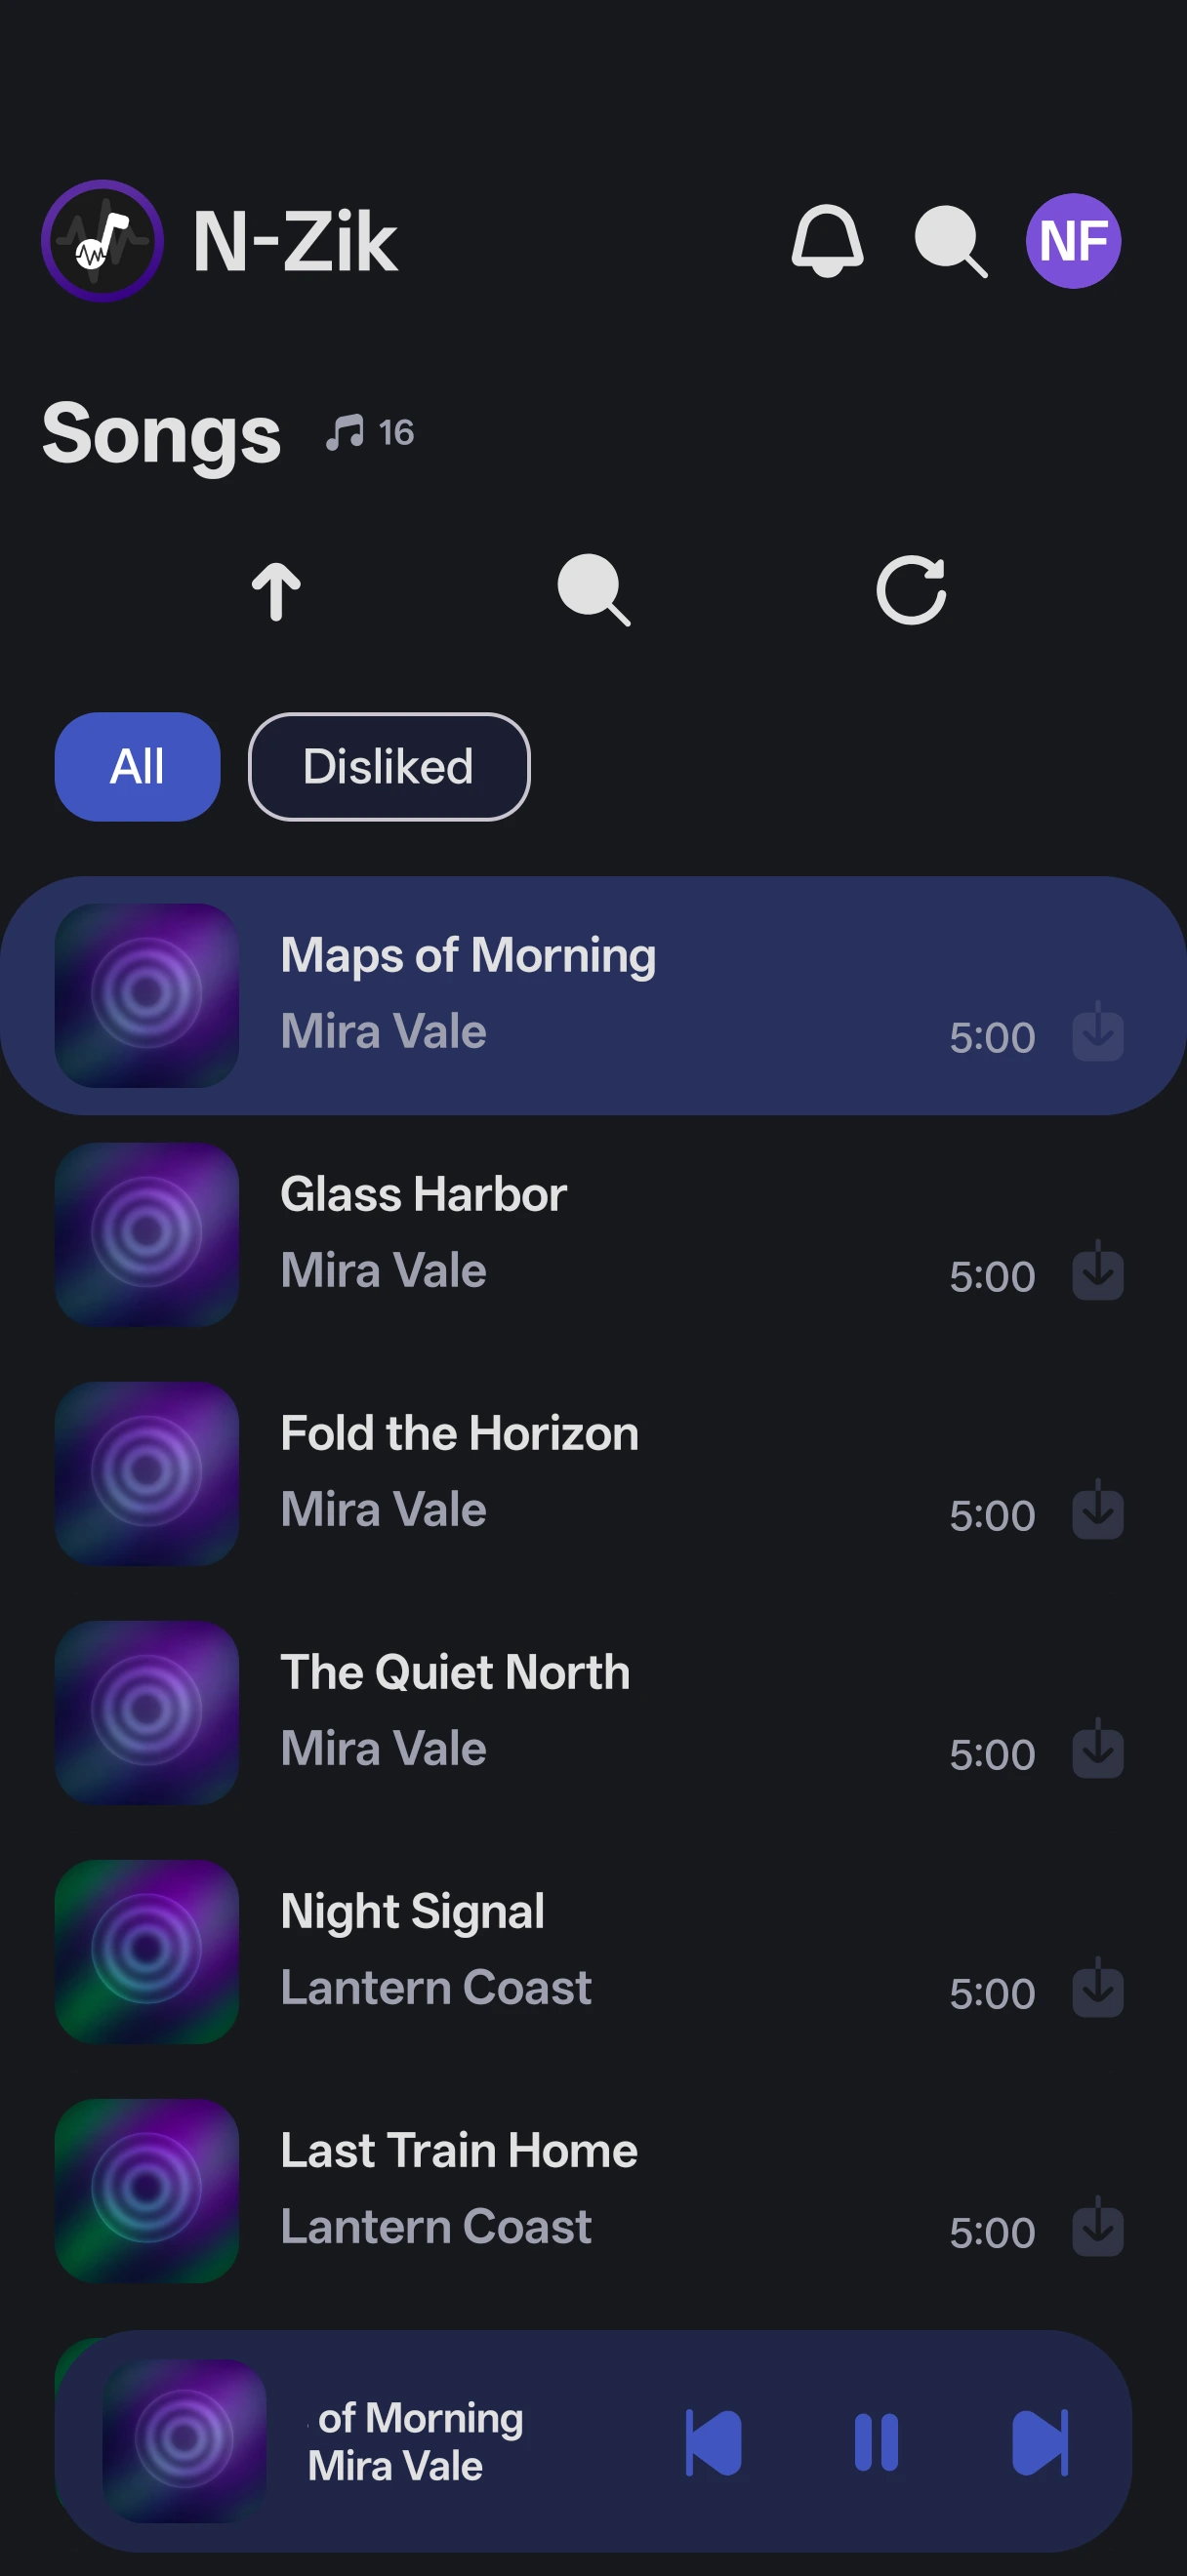 N-Zik
NF
Songs
16
All
Disliked
Maps of Morning
Mira Vale
5:00
Glass Harbor
Mira Vale
5:00
Fold the Horizon
Mira Vale
5:00
The Quiet North
Mira Vale
5:00
Night Signal
Lantern Coast
5:00
Last Train Home
Lantern Coast
5:00
of Morning
Mira Vale